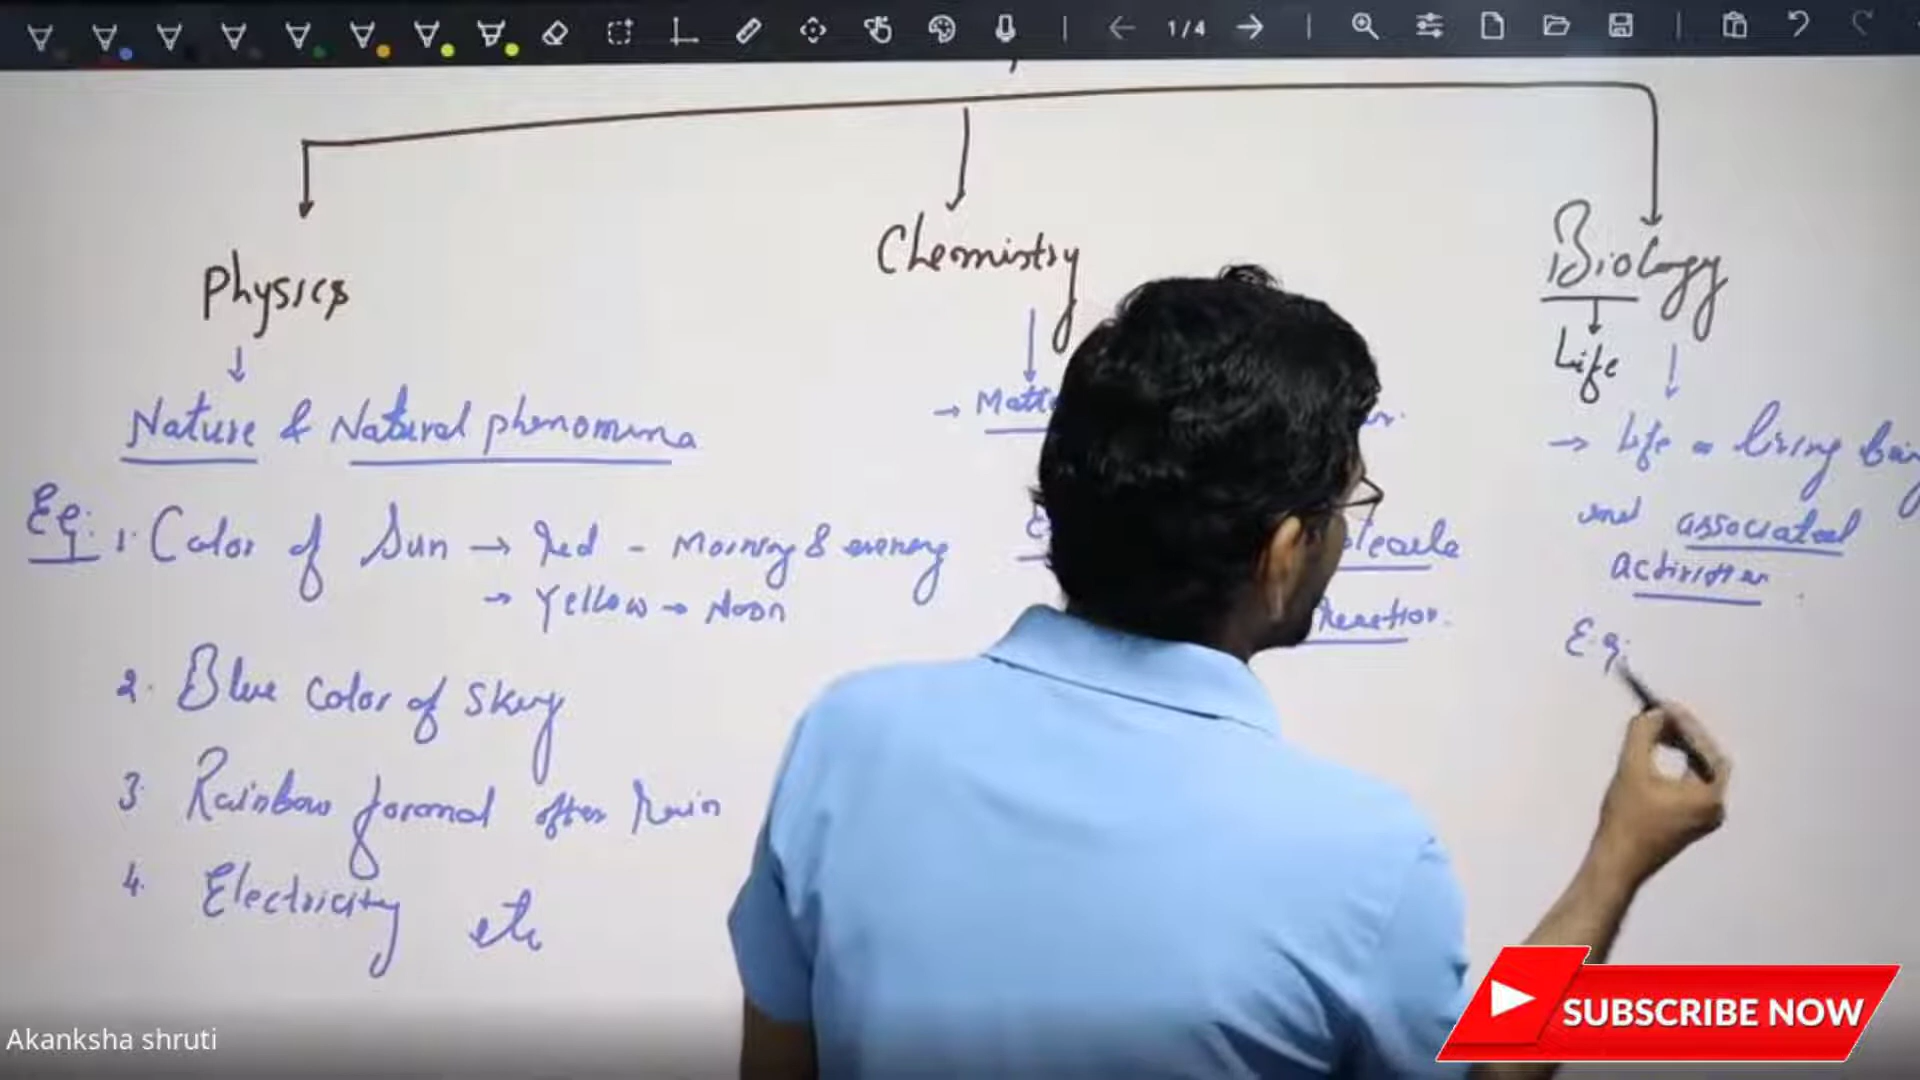 1/4
Physics
Chemistry
Biology
Life
Nature & Natural phenomena
→ Matt
→ Life & living bein
and associated
activities
Eg: 1. Color of Sun → Red - Morning & evening
→ Yellow → Noon
Reaction.
E.g.
2. Blue color of sky
3. Rainbow formed after Rain
4. Electricity etc
Akanksha shruti
SUBSCRIBE NOW